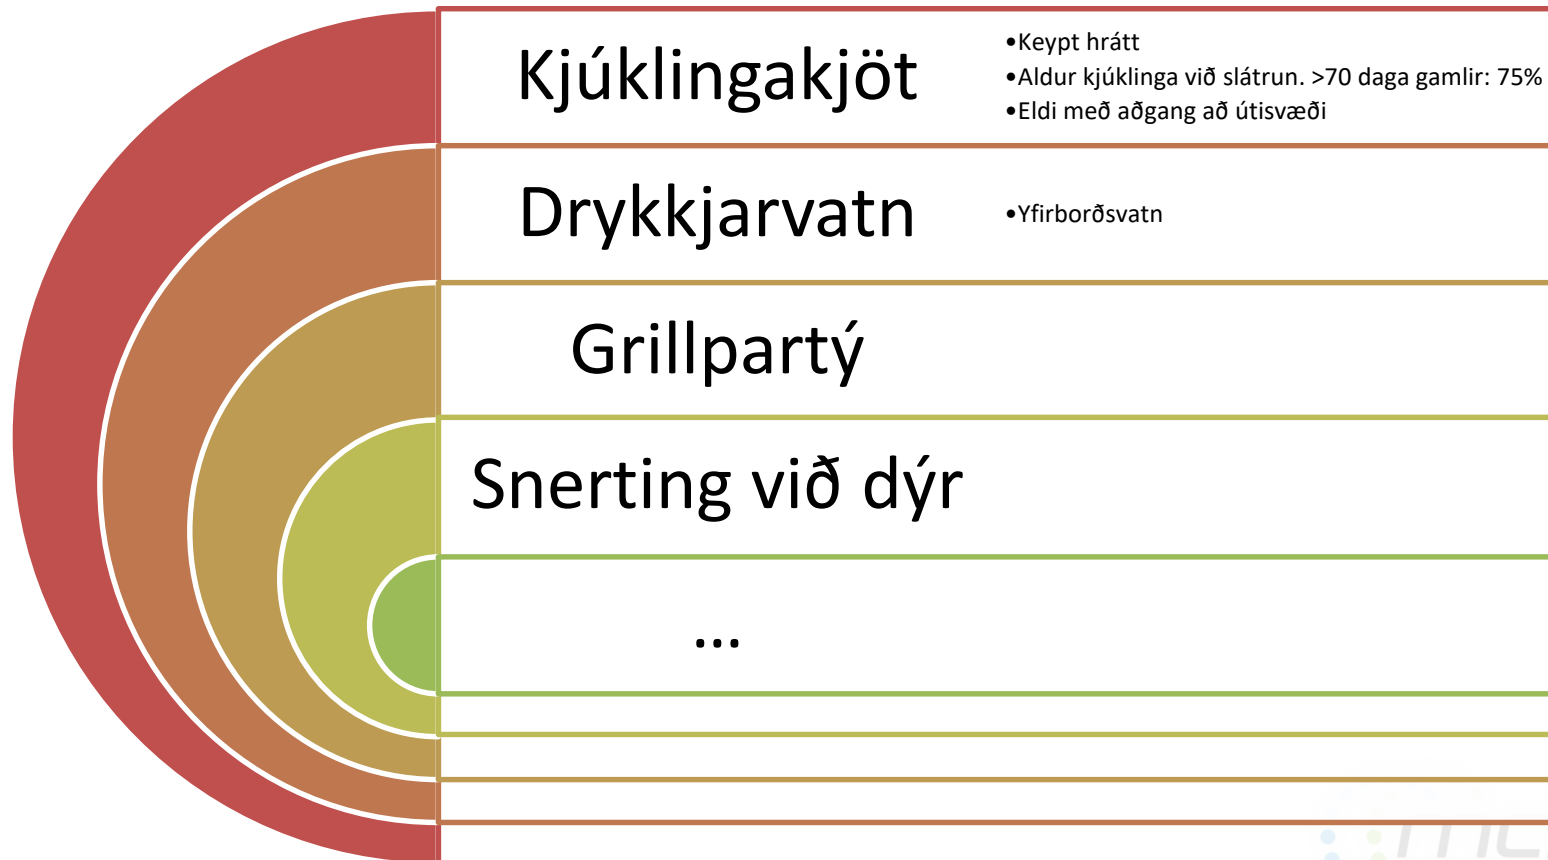 Kjúklingakjöt
•Keypt hrátt
•Aldur kjúklinga við slátrun. >70 daga gamlir: 75%
•Eldi með aðgang að útisvæði
Drykkjarvatn
•Yfirborðsvatn
Grillpartý
Snerting við dýr
...